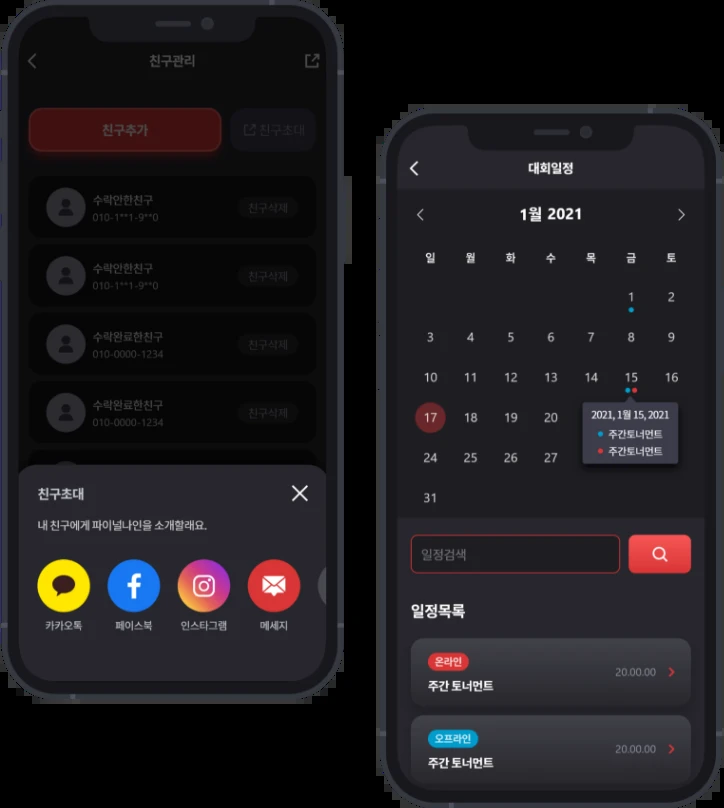 친구관리
친구추가
친구초대
수락안한친구
010-1**1-9**0
친구삭제
수락안한친구
010-1**1-9**0
친구삭제
수락완료한친구
010-0000-1234
친구삭제
수락완료한친구
010-0000-1234
친구삭제
친구초대
내 친구에게 파이널나인을 소개할래요.
카카오톡 페이스북 인스타그램 메세지
대회일정
1월 2021
일 월 화 수 목 금 토
1 2
3 4 5 6 7 8 9
10 11 12 13 14 15 16
17 18 19 20
2021, 1월 15, 2021
주간토너먼트
주간토너먼트
24 25 26 27
31
일정검색
일정목록
온라인
주간 토너먼트
20.00.00
오프라인
주간 토너먼트
20.00.00